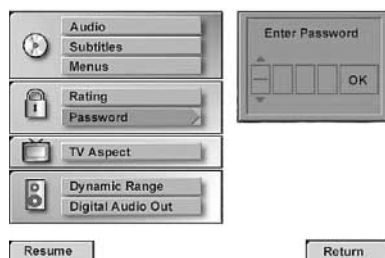 Audio
Subtitles
Menus
Rating
Password
TV Aspect
Dynamic Range
Digital Audio Out
Enter Password
OK
Resume
Return